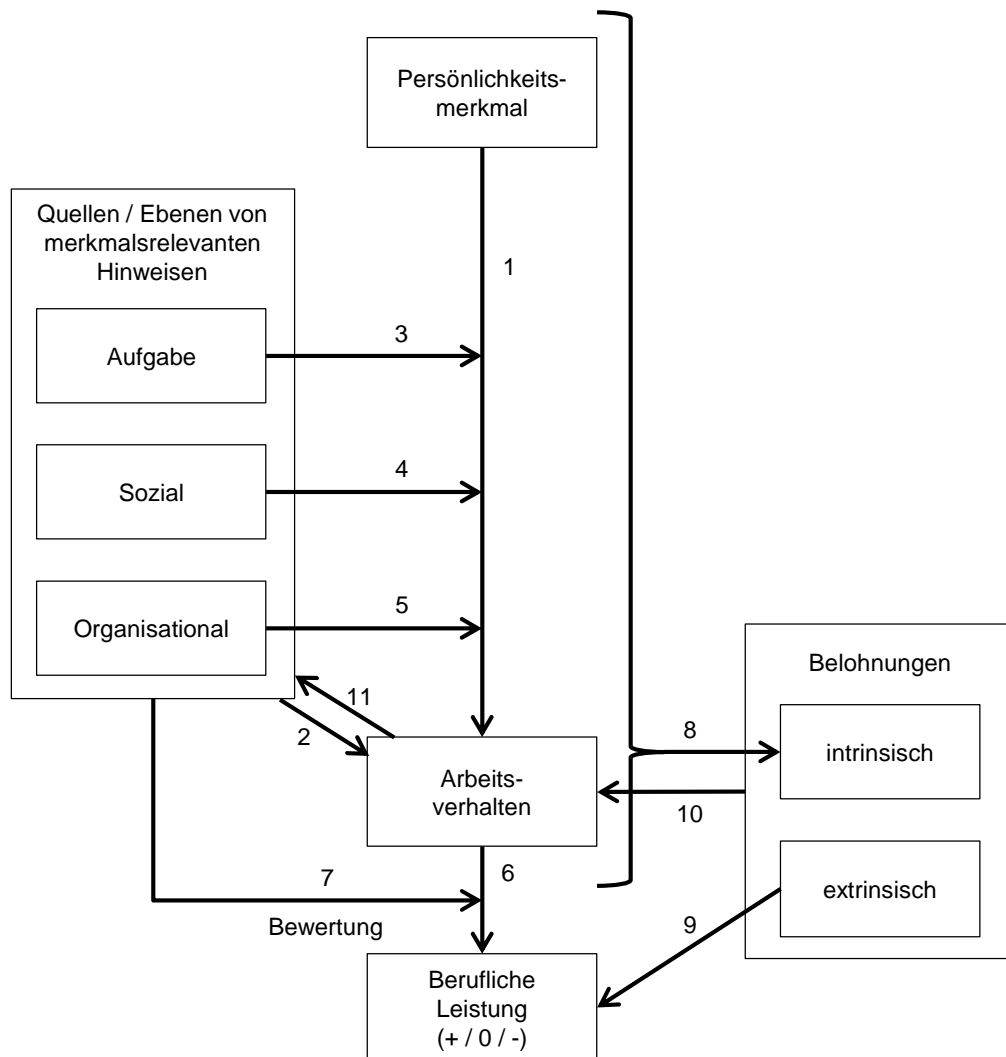 Persönlichkeits-
merkmal
Quellen / Ebenen von
merkmalsrelevanten
Hinweisen
1
Aufgabe
3
Sozial
4
Organisational
5
11
2
Arbeits-
verhalten
Belohnungen
8
intrinsisch
10
extrinsisch
9
7
6
Bewertung
Berufliche
Leistung
(+ / 0 / -)